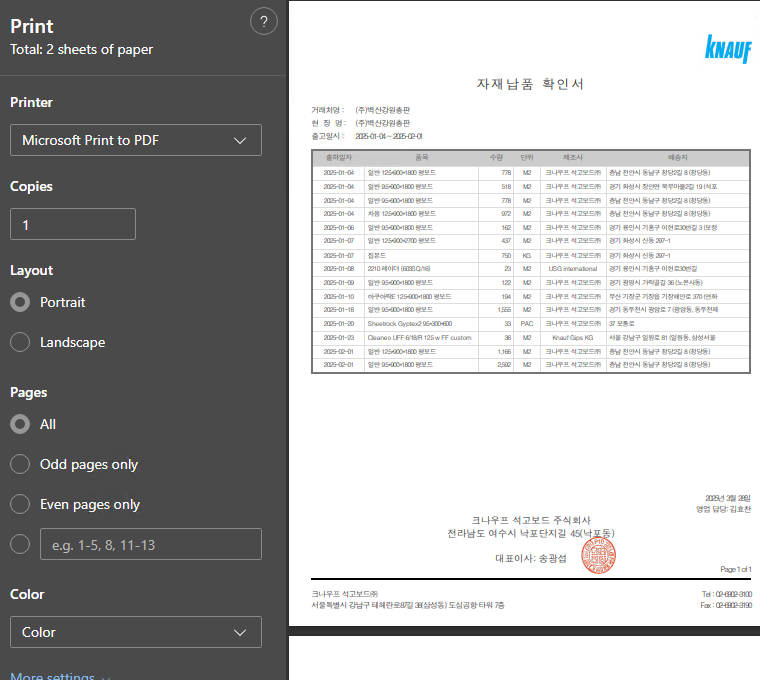 Print
Total: 2 sheets of paper
?
Printer
Microsoft Print to PDF
Copies
1
Layout
Portrait
Landscape
Pages
All
Odd pages only
Even pages only
e.g. 1-5, 8, 11-13
Color
Color
More settings
KNAUF
자재납품 확인서
거래처명 : (주)벽산강원총판
현 장 명 : (주)벽산강원총판
출고일시 : 2025-01-04 ~ 2025-02-01
출하일자 품목 수량 단위 제조사 배송지
2025-01-04 일반 12.5*900*1800 평보드 778 M2 크나우프 석고보드㈜ 충남 천안시 동남구 청당2길 8 (청당동)
2025-01-04 일반 9.5*900*1800 평보드 518 M2 크나우프 석고보드㈜ 경기 화성시 장안면 북부마을2길 19 (석포
2025-01-04 일반 9.5*900*1800 평보드 778 M2 크나우프 석고보드㈜ 충남 천안시 동남구 청당2길 8 (청당동)
2025-01-04 차음 12.5*900*1800 평보드 972 M2 크나우프 석고보드㈜ 충남 천안시 동남구 청당2길 8 (청당동)
2025-01-06 일반 9.5*900*1800 평보드 162 M2 크나우프 석고보드㈜ 경기 용인시 기흥구 이현로30번길 3 (보정
2025-01-07 일반 12.5*900*2700 평보드 437 M2 크나우프 석고보드㈜ 경기 화성시 신동 297-1
2025-01-07 점본드 750 KG 크나우프 석고보드㈜ 경기 화성시 신동 297-1
2025-01-08 2210 레이더 (603SQ/16) 23 M2 USG international 경기 용인시 기흥구 이현로30번길
2025-01-09 일반 9.5*900*1800 평보드 122 M2 크나우프 석고보드㈜ 경기 광명시 가락골길 36 (노온사동)
2025-01-10 아쿠아락E 12.5*900*1800 평보드 194 M2 크나우프 석고보드㈜ 부산 기장군 기장읍 기장해안로 370 (연화
2025-01-18 일반 9.5*900*1800 평보드 1,555 M2 크나우프 석고보드㈜ 경기 동두천시 광암로 7 (광암동, 동두천패
2025-01-20 Sheetrock Gyptex2 9.5*300*600 33 PAC 크나우프 석고보드㈜ 37 보통로
2025-01-23 Cleaneo UFF 6/18/R 12.5 w FF custom 36 M2 Knauf Gips KG 서울 강남구 일원로 81 (일원동, 삼성서울
2025-02-01 일반 12.5*900*1800 평보드 1,166 M2 크나우프 석고보드㈜ 충남 천안시 동남구 청당2길 8 (청당동)
2025-02-01 일반 9.5*900*1800 평보드 2,592 M2 크나우프 석고보드㈜ 충남 천안시 동남구 청당2길 8 (청당동)
2025년 3월 28일
영업 담당: 김효찬
크나우프 석고보드 주식회사
전라남도 여수시 낙포단지길 45(낙포동)
대표이사: 송광섭
Page 1 of 1
크나우프 석고보드㈜ Tel : 02-6902-3100
서울특별시 강남구 테헤란로87길 36(삼성동) 도심공항 타워 7층 Fax : 02-6902-3190